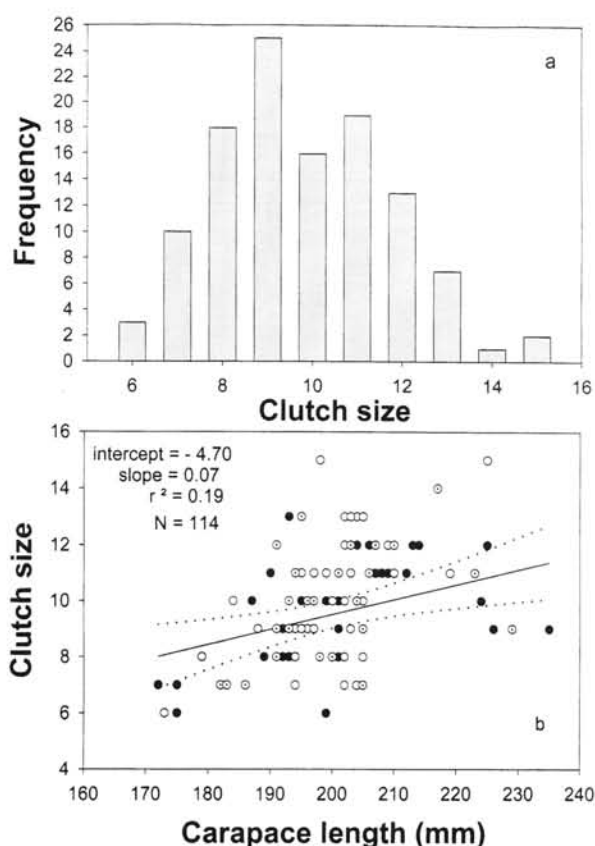 a
Frequency
26
24
22
20
18
16
14
12
10
8
6
4
2
0
6 8 10 12 14 16
Clutch size
intercept = - 4.70
slope = 0.07
r ² = 0.19
N = 114
b
Clutch size
16
14
12
10
8
6
4
160 170 180 190 200 210 220 230 240
Carapace length (mm)